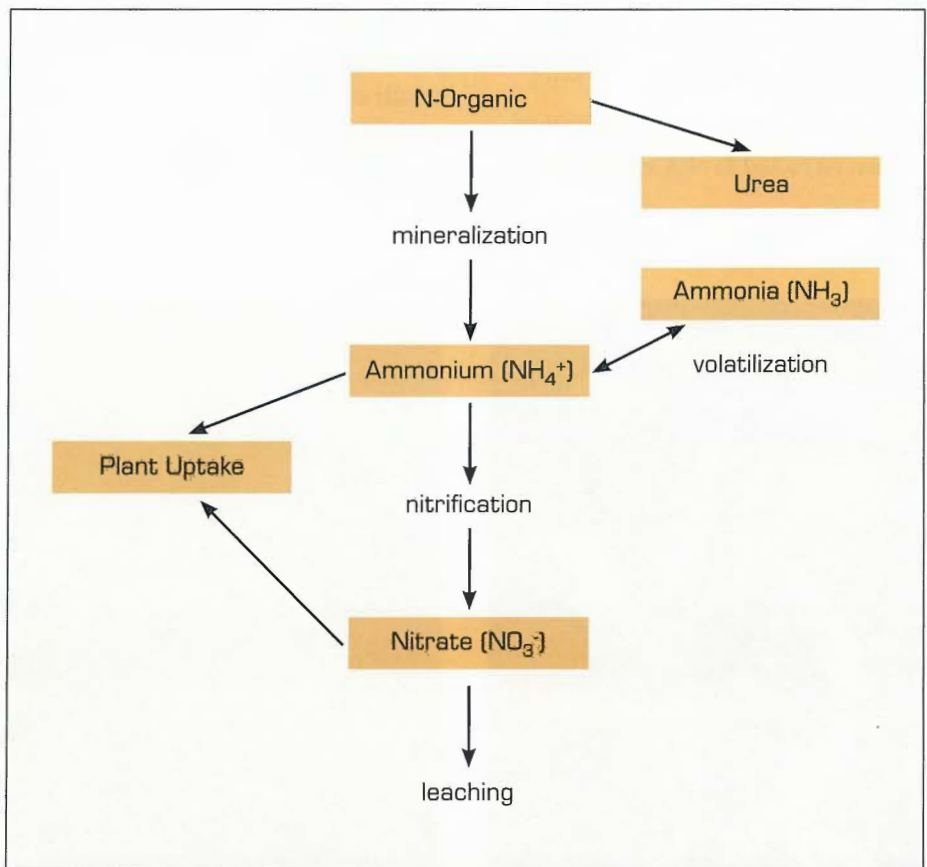 N-Organic
Urea
mineralization
Ammonia (NH₃)
Ammonium (NH₄⁺)
volatilization
Plant Uptake
nitrification
Nitrate (NO₃⁻)
leaching